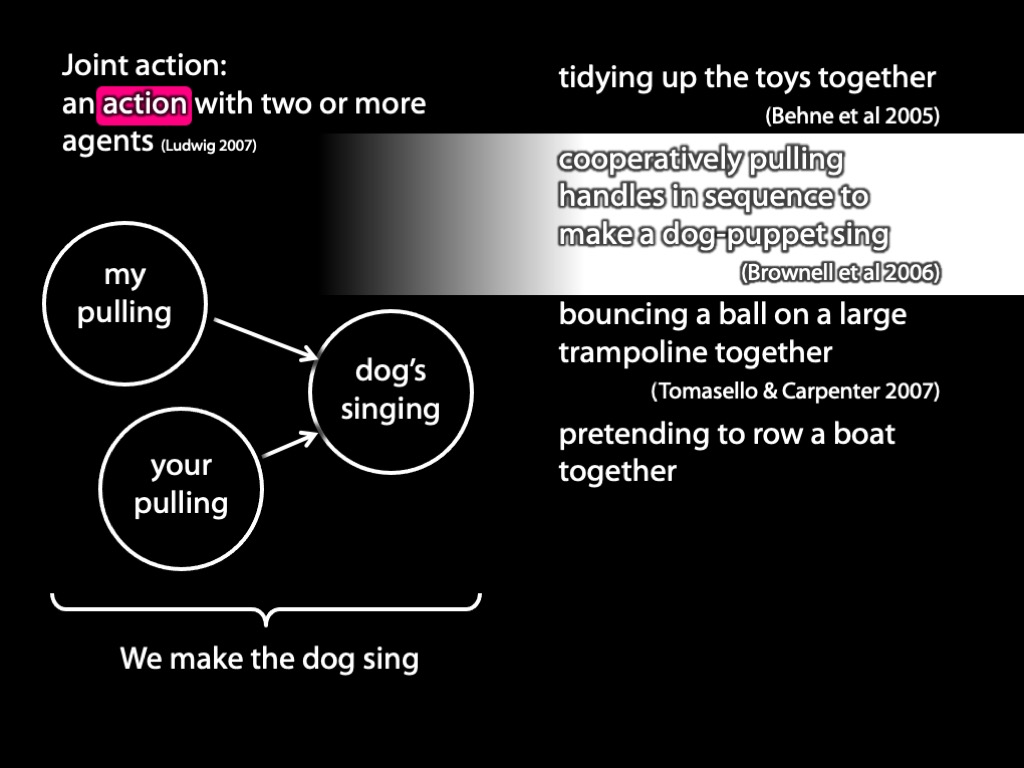 Joint action:
an action with two or more
agents (Ludwig 2007)
my
pulling
dog’s
singing
your
pulling
We make the dog sing
tidying up the toys together
(Behne et al 2005)
cooperatively pulling
handles in sequence to
make a dog-puppet sing
(Brownell et al 2006)
bouncing a ball on a large
trampoline together
(Tomasello & Carpenter 2007)
pretending to row a boat
together